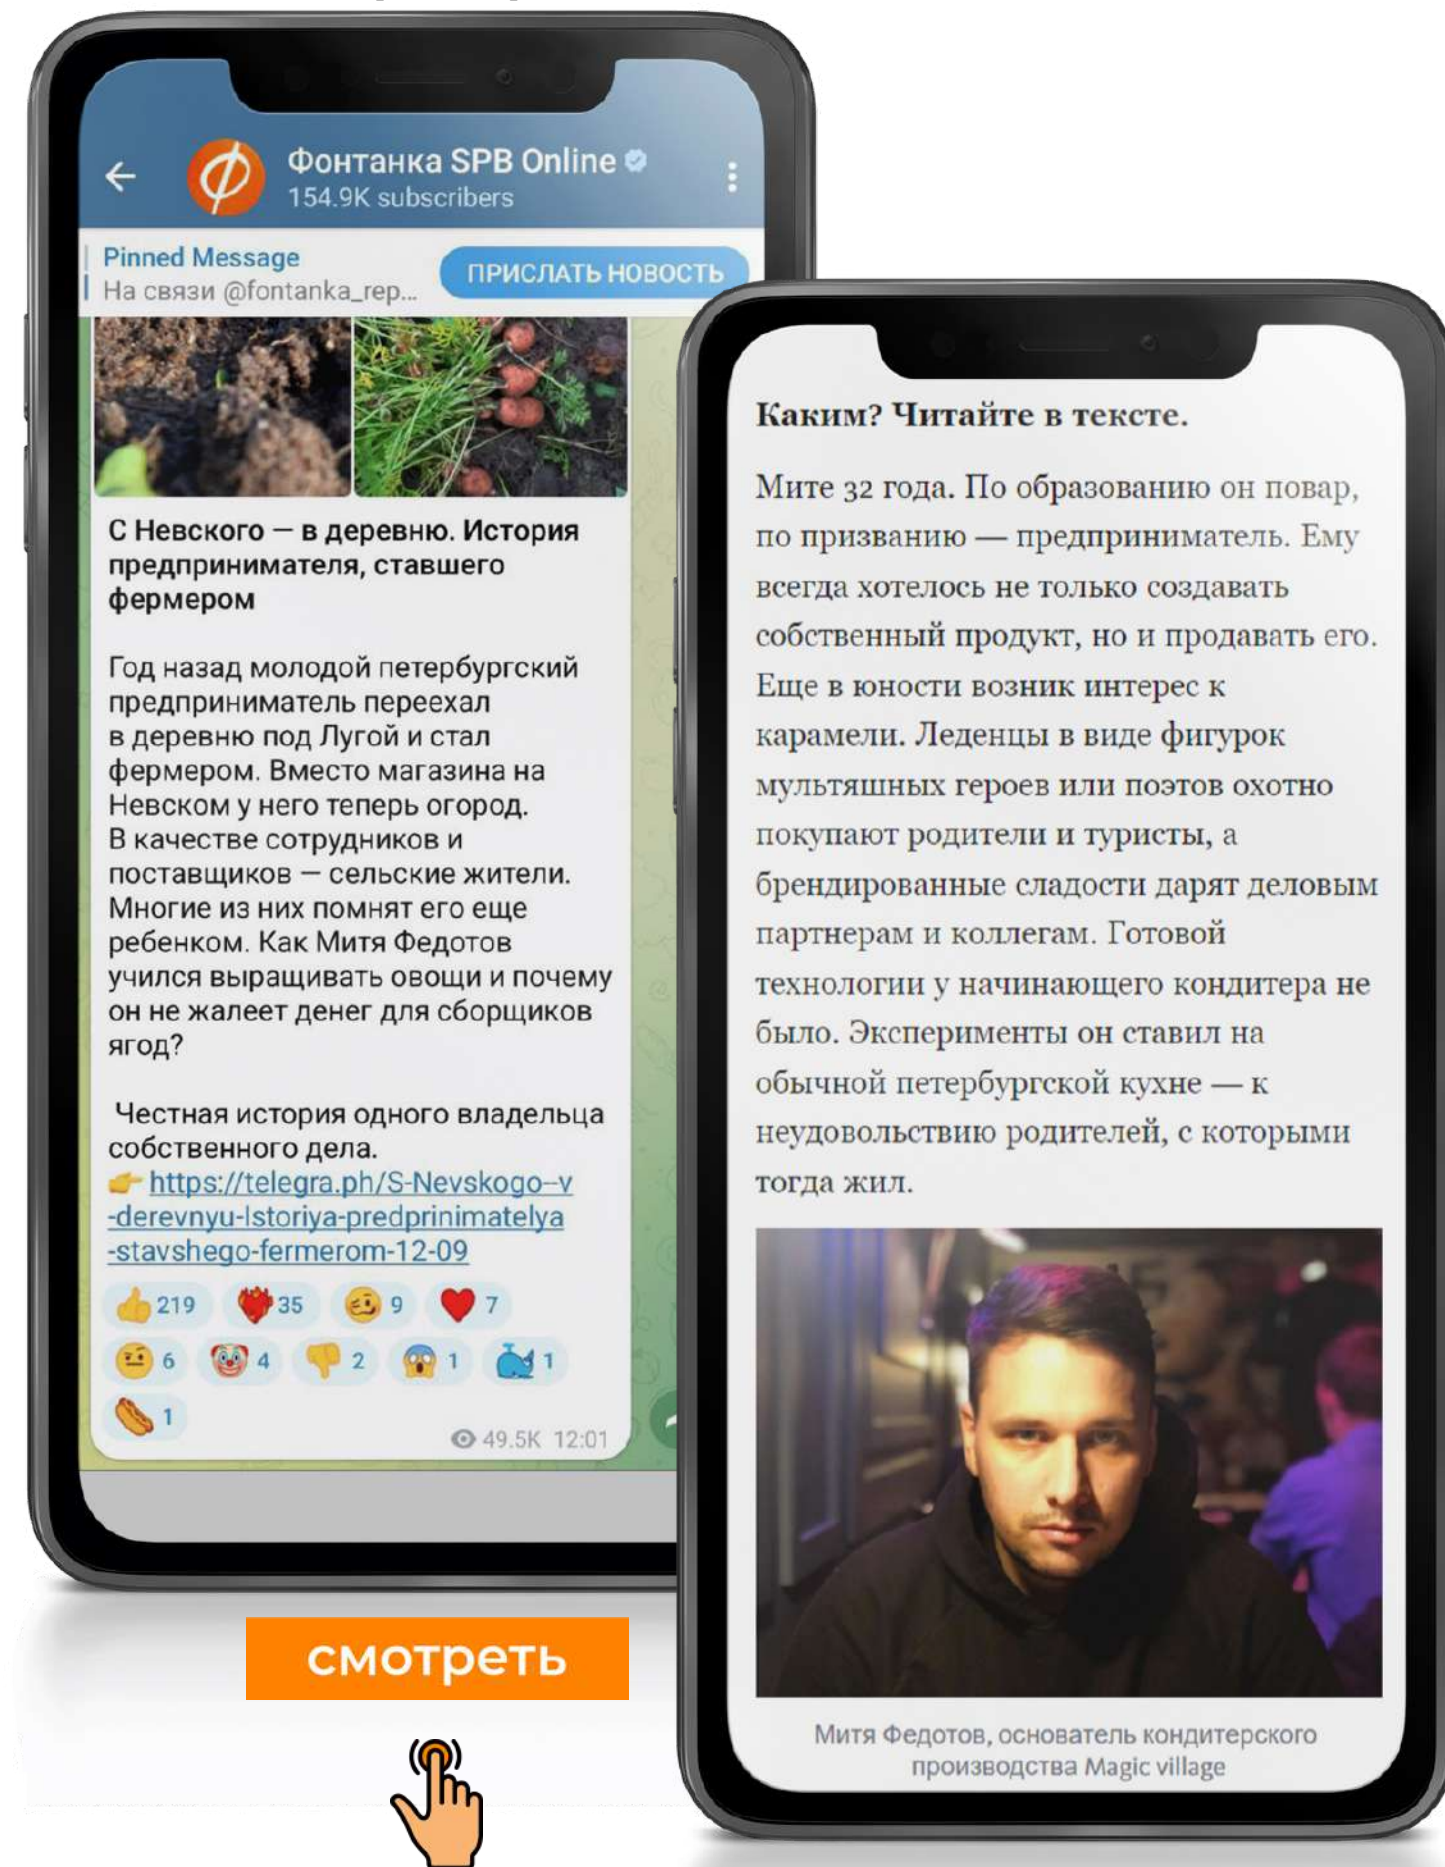 Фонтанка SPB Online
154.9K subscribers
Pinned Message
На связи @fontanka_rep...
ПРИСЛАТЬ НОВОСТЬ
С Невского — в деревню. История
предпринимателя, ставшего
фермером
Год назад молодой петербургский
предприниматель переехал
в деревню под Лугой и стал
фермером. Вместо магазина на
Невском у него теперь огород.
В качестве сотрудников и
поставщиков — сельские жители.
Многие из них помнят его еще
ребенком. Как Митя Федотов
учился выращивать овощи и почему
он не жалеет денег для сборщиков
ягод?
Честная история одного владельца
собственного дела.
👉 https://telegra.ph/S-Nevskogo--v
-derevnyu-Istoriya-predprinimatelya
-stavshego-fermerom-12-09
219 35 9 7
6 4 2 1 1
1
49.5K 12:01
смотреть
Каким? Читайте в тексте.
Мите 32 года. По образованию он повар,
по призванию — предприниматель. Ему
всегда хотелось не только создавать
собственный продукт, но и продавать его.
Еще в юности возник интерес к
карамели. Леденцы в виде фигурок
мультяшных героев или поэтов охотно
покупают родители и туристы, а
брендированные сладости дарят деловым
партнерам и коллегам. Готовой
технологии у начинающего кондитера не
было. Эксперименты он ставил на
обычной петербургской кухне — к
неудовольствию родителей, с которыми
тогда жил.
Митя Федотов, основатель кондитерского
производства Magic village